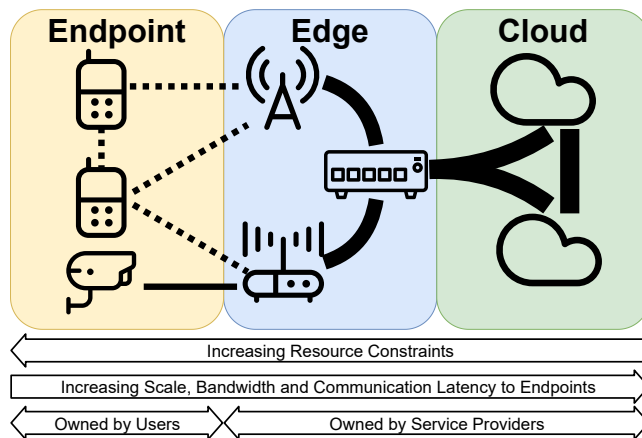 Endpoint
Edge
Cloud
Increasing Resource Constraints
Increasing Scale, Bandwidth and Communication Latency to Endpoints
Owned by Users
Owned by Service Providers